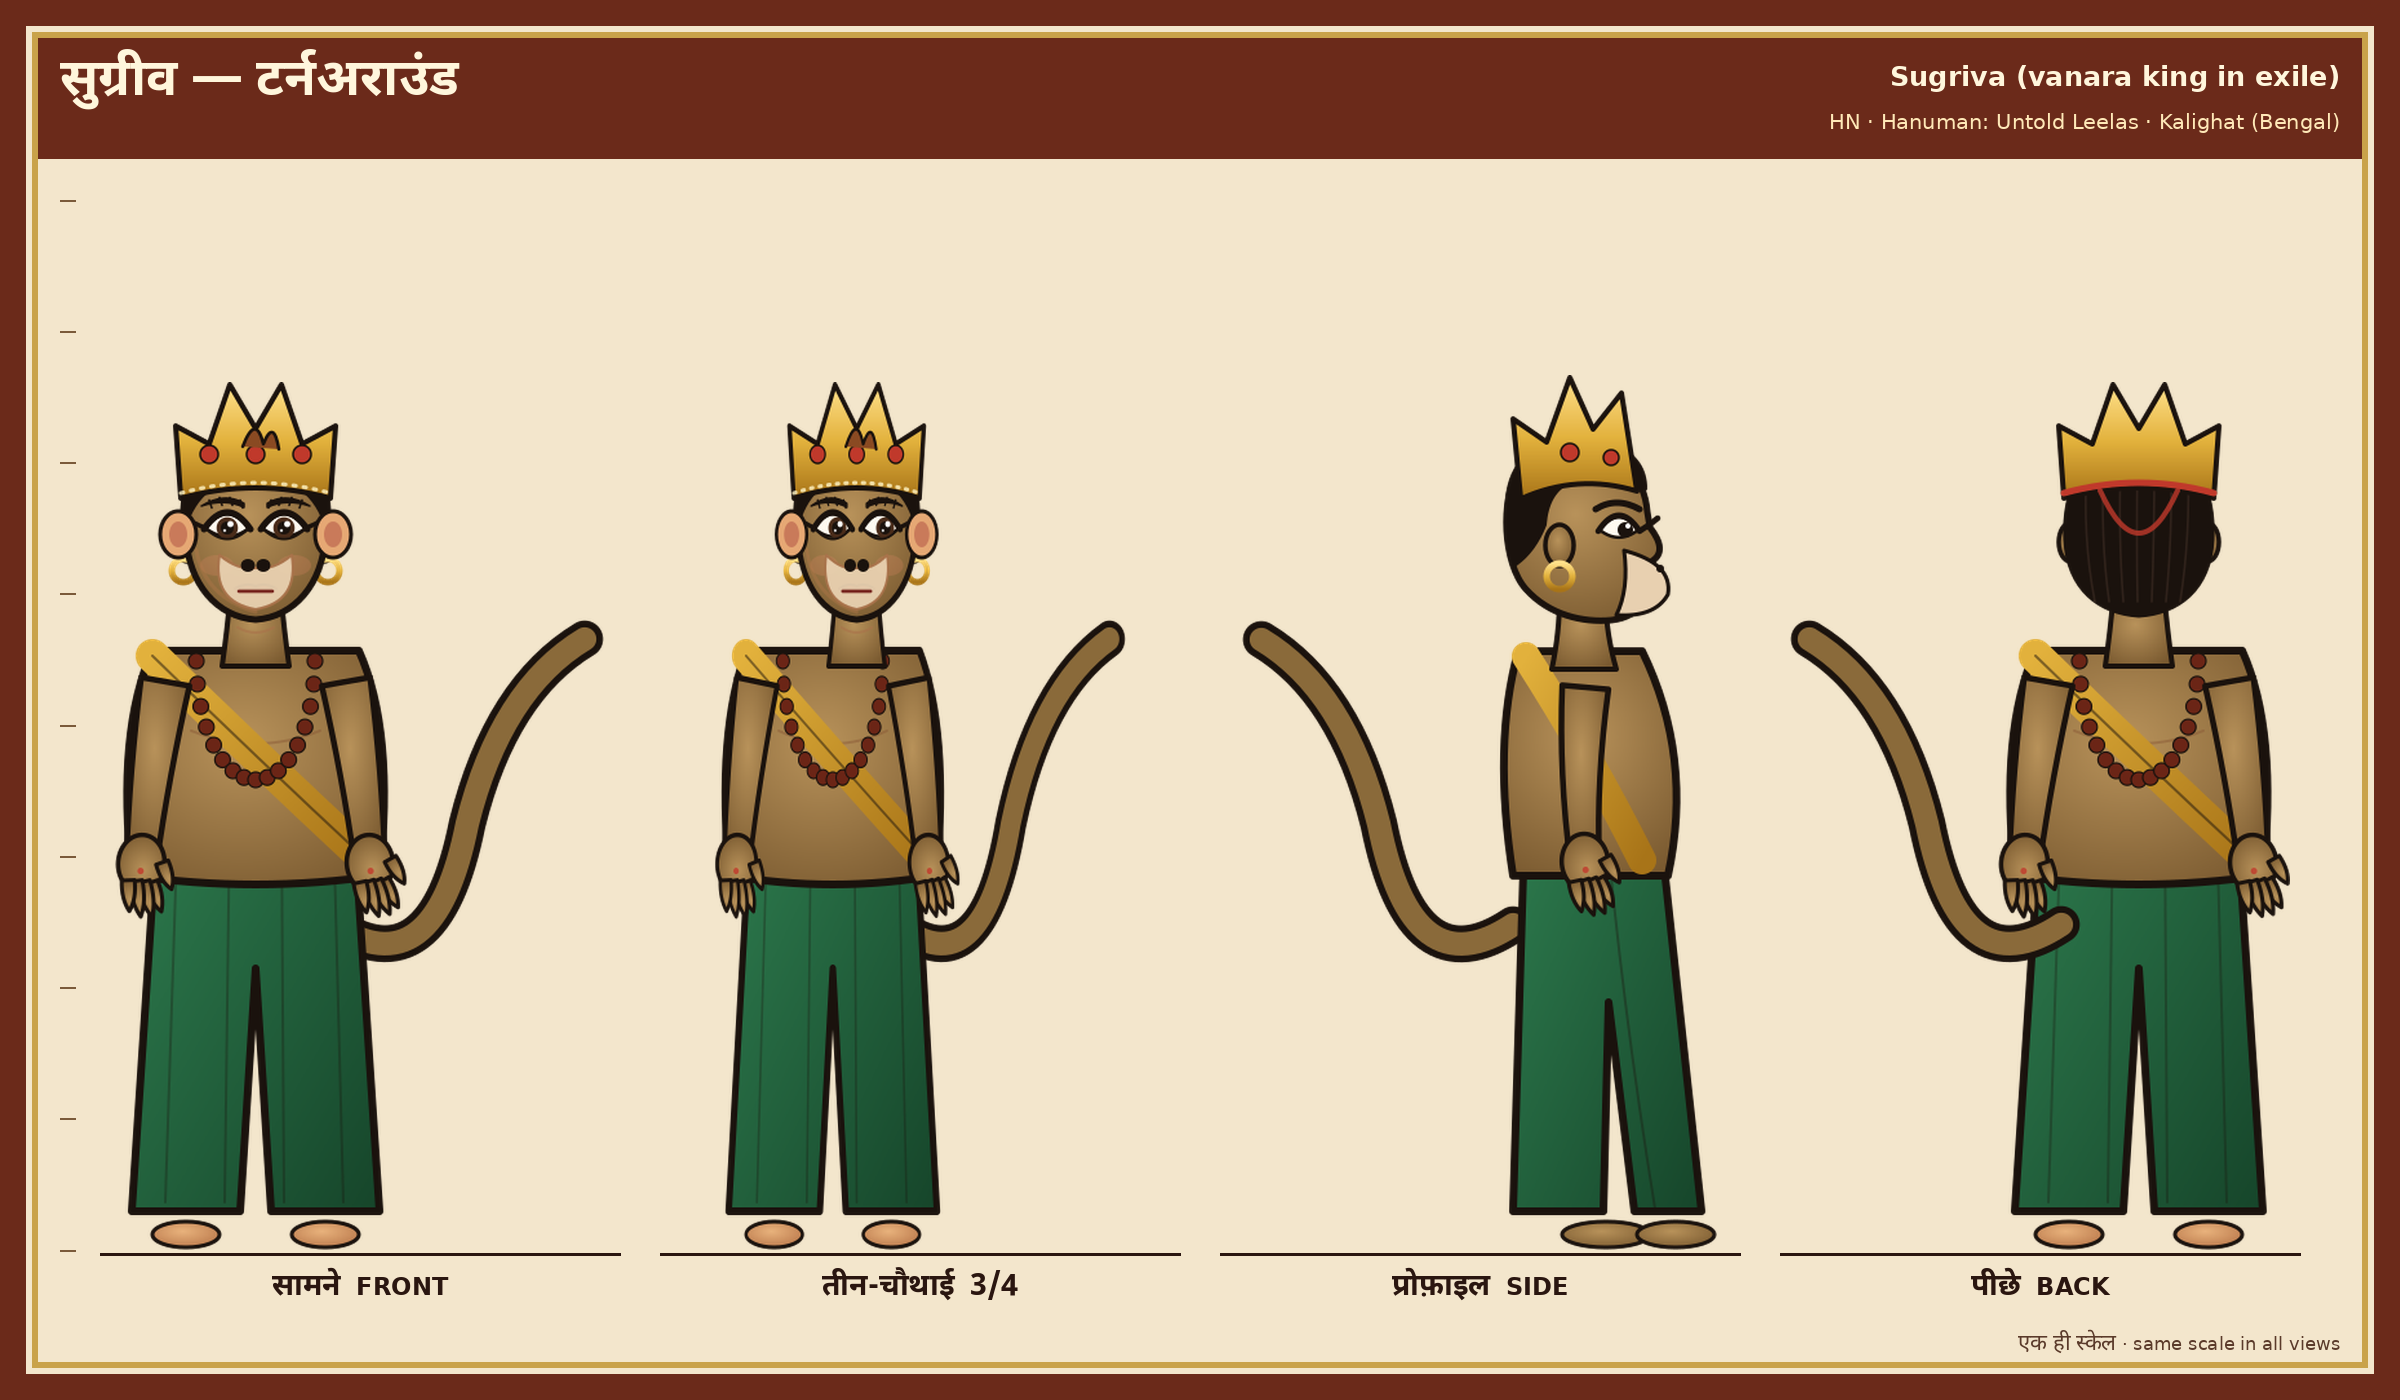 सुग्रीव — टर्नअराउंड
Sugriva (vanara king in exile)
HN · Hanuman: Untold Leelas · Kalighat (Bengal)
सामने FRONT
तीन-चौथाई 3/4
प्रोफ़ाइल SIDE
पीछे BACK
एक ही स्केल · same scale in all views